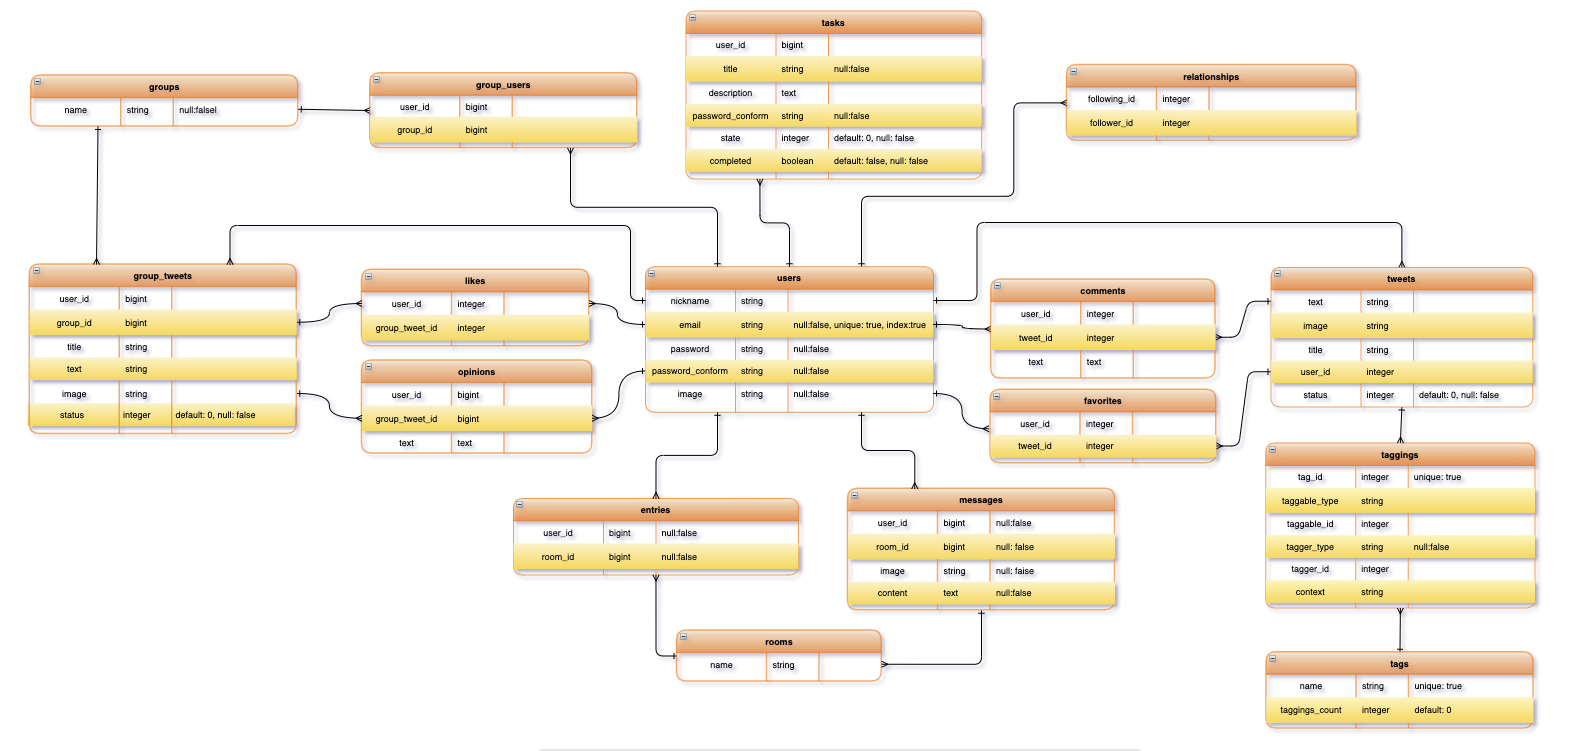 tasks
user_id bigint
title string null:false
description text
password_conform string null:false
state integer default: 0, null: false
completed boolean default: false, null: false
groups
name string null:falsel
group_users
user_id bigint
group_id bigint
relationships
following_id integer
follower_id integer
group_tweets
user_id bigint
group_id bigint
title string
text string
image string
status integer default: 0, null: false
likes
user_id integer
group_tweet_id integer
opinions
user_id bigint
group_tweet_id bigint
text text
users
nickname string
email string null:false, unique: true, index:true
password string null:false
password_conform string null:false
image string null:false
comments
user_id integer
tweet_id integer
text text
favorites
user_id integer
tweet_id integer
tweets
text string
image string
title string
user_id integer
status integer default: 0, null: false
taggings
tag_id integer unique: true
taggable_type string
taggable_id integer
tagger_type string null:false
tagger_id integer
context string
entries
user_id bigint null:false
room_id bigint null:false
messages
user_id bigint null:false
room_id bigint null: false
image string null: faise
content text null:false
rooms
name string
tags
name string unique: true
taggings_count integer default: 0